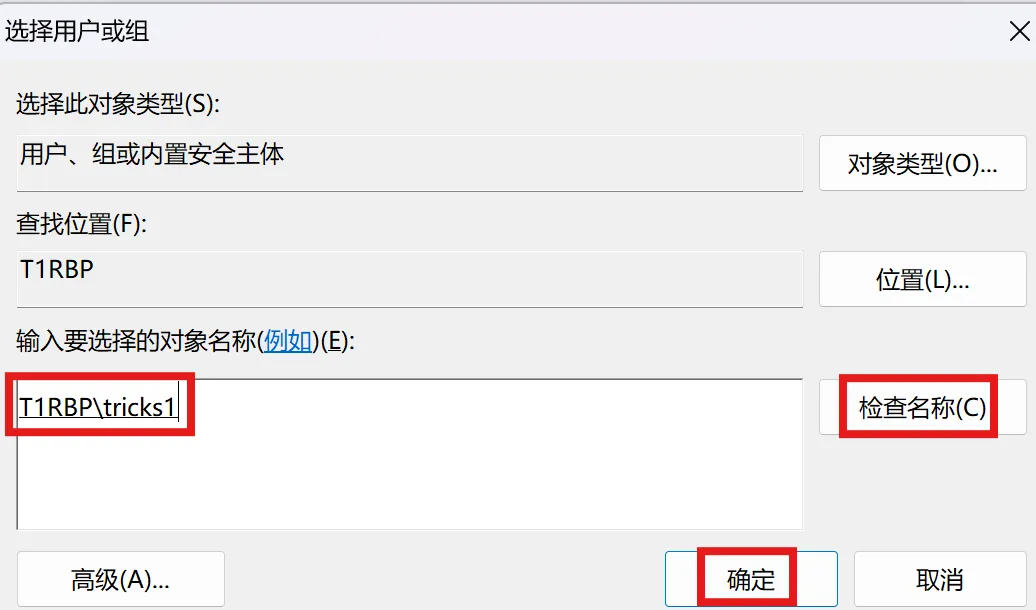 选择用户或组
选择此对象类型(S):
用户、组或内置安全主体
对象类型(O)...
查找位置(F):
T1RBP
位置(L)...
输入要选择的对象名称(例如)(E):
T1RBP\tricks1
检查名称(C)
高级(A)...
确定
取消